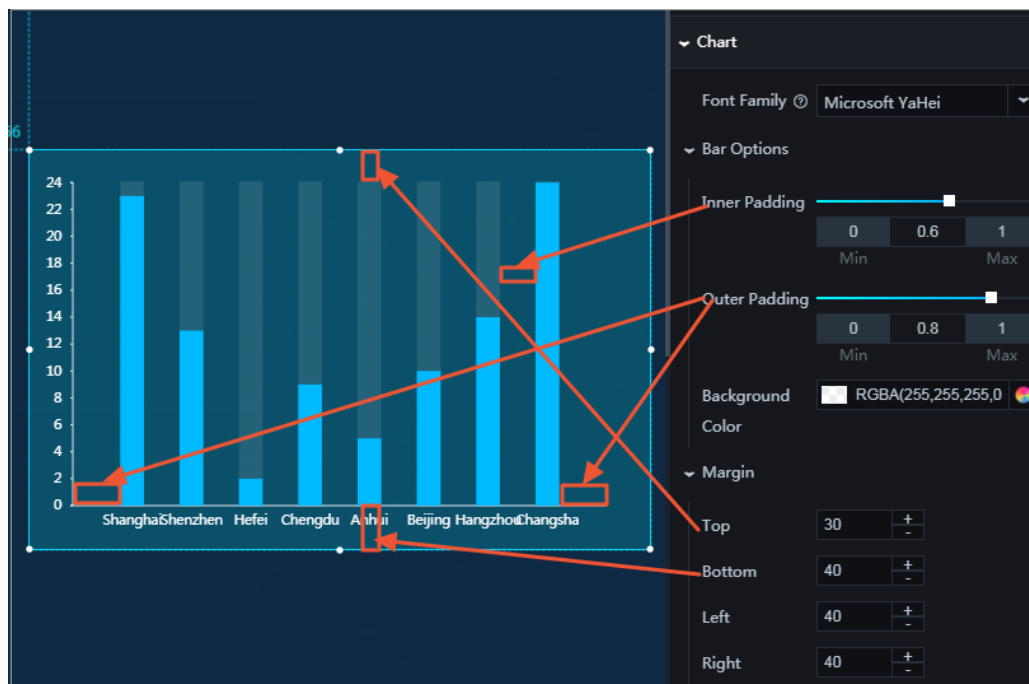 Chart
Font Family
Microsoft YaHei
66
Bar Options
24
22
20
18
16
14
12
10
8
6
4
2
0
Shanghai Shenzhen Hefei Chengdu Anhui Beijing Hangzhou Changsha
Inner Padding
0 0.6 1
Min Max
Outer Padding
0 0.8 1
Min Max
Background
Color
RGBA(255,255,255,0
Margin
Top 30 + -
Bottom 40 + -
Left 40 + -
Right 40 + -